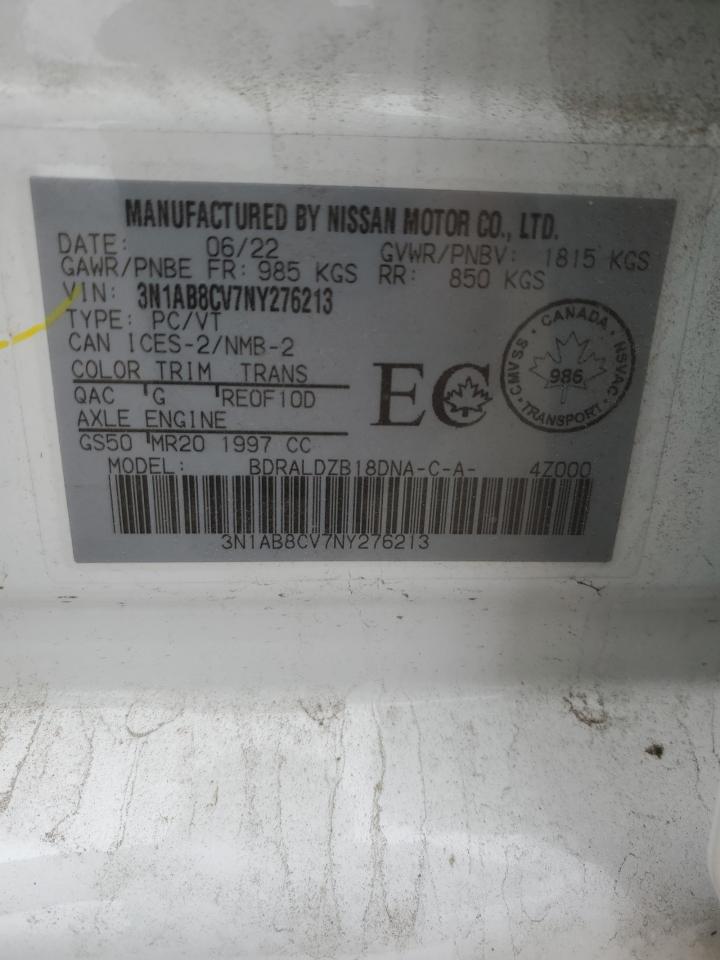 MANUFACTURED BY NISSAN MOTOR CO., LTD.
DATE: 06/22 GVWR/PNBV: 1815 KGS
GAWR/PNBE FR: 985 KGS RR: 850 KGS
VIN: 3N1AB8CV7NY276213
TYPE: PC/VT
CAN ICES-2/NMB-2
COLOR TRIM TRANS
QAC G RE0F10D
AXLE ENGINE
GS50 MR20 1997 CC
EC
CMVSS · CANADA · NSVAC · TRANSPORT ·
986
MODEL: BDRALDZB18DNA-C-A- 4Z000
3N1AB8CV7NY276213